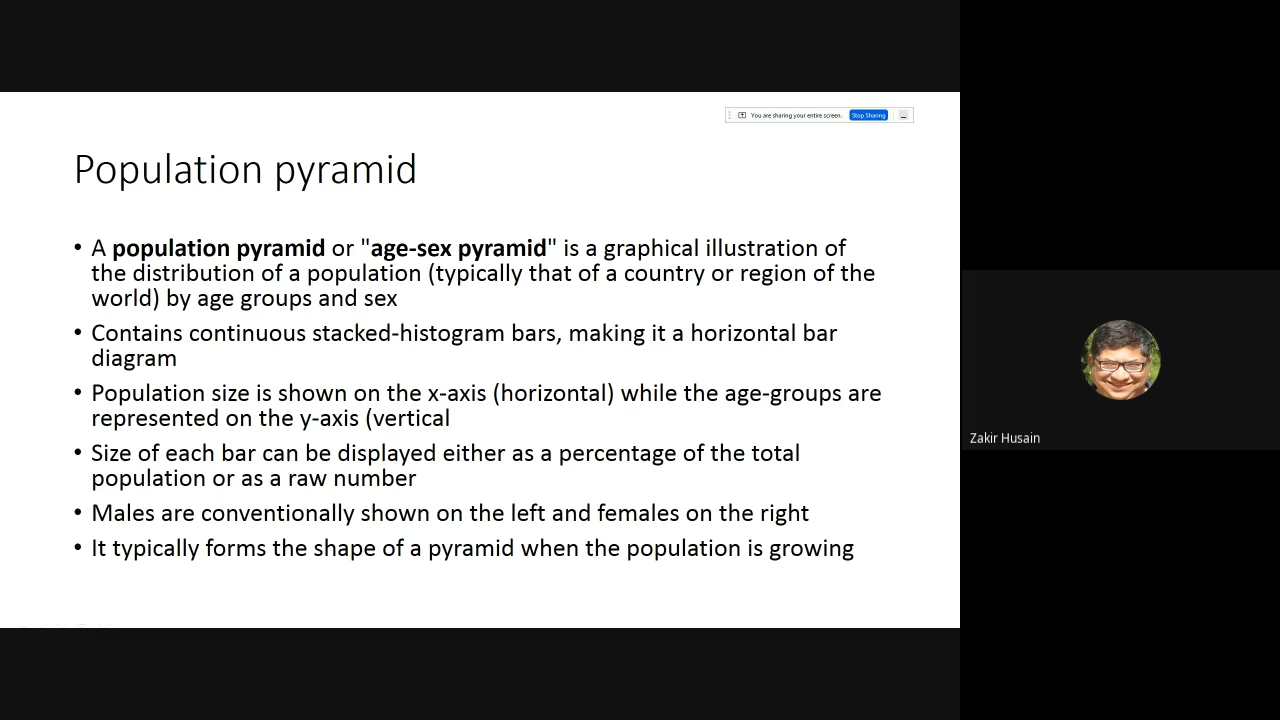 You are sharing your entire screen. Stop Sharing
Population pyramid
• A population pyramid or "age-sex pyramid" is a graphical illustration of
the distribution of a population (typically that of a country or region of the
world) by age groups and sex
• Contains continuous stacked-histogram bars, making it a horizontal bar
diagram
• Population size is shown on the x-axis (horizontal) while the age-groups are
represented on the y-axis (vertical
• Size of each bar can be displayed either as a percentage of the total
population or as a raw number
• Males are conventionally shown on the left and females on the right
• It typically forms the shape of a pyramid when the population is growing
Zakir Husain